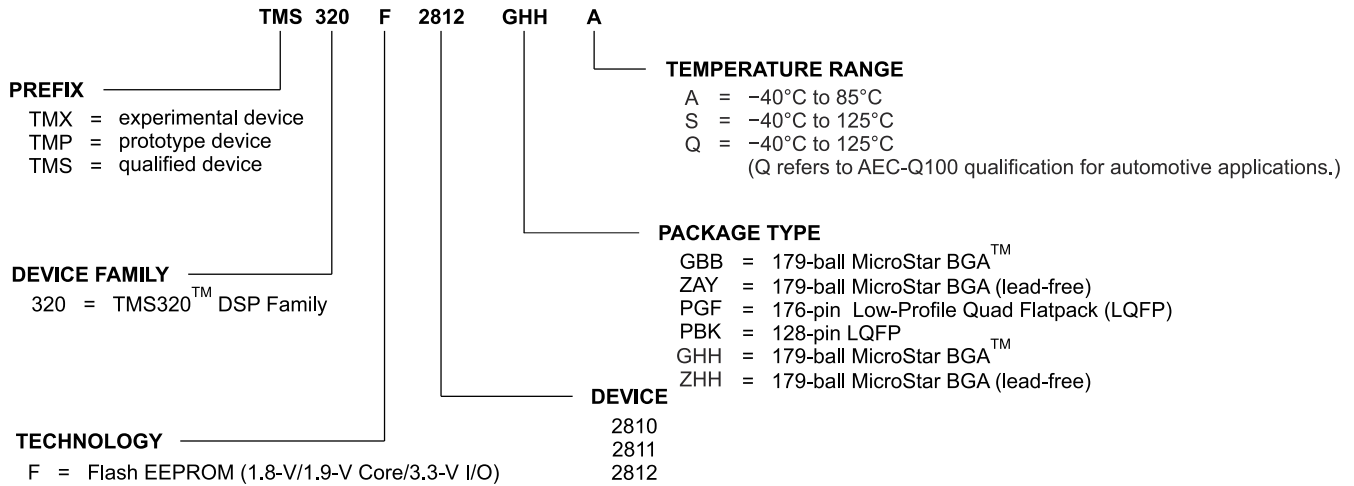 TMS 320 F 2812 GHH A
PREFIX
TMX = experimental device
TMP = prototype device
TMS = qualified device
TEMPERATURE RANGE
A = −40°C to 85°C
S = −40°C to 125°C
Q = −40°C to 125°C
(Q refers to AEC-Q100 qualification for automotive applications.)
DEVICE FAMILY
320 = TMS320™ DSP Family
PACKAGE TYPE
GBB = 179-ball MicroStar BGA™
ZAY = 179-ball MicroStar BGA (lead-free)
PGF = 176-pin Low-Profile Quad Flatpack (LQFP)
PBK = 128-pin LQFP
GHH = 179-ball MicroStar BGA™
ZHH = 179-ball MicroStar BGA (lead-free)
TECHNOLOGY
F = Flash EEPROM (1.8-V/1.9-V Core/3.3-V I/O)
DEVICE
2810
2811
2812